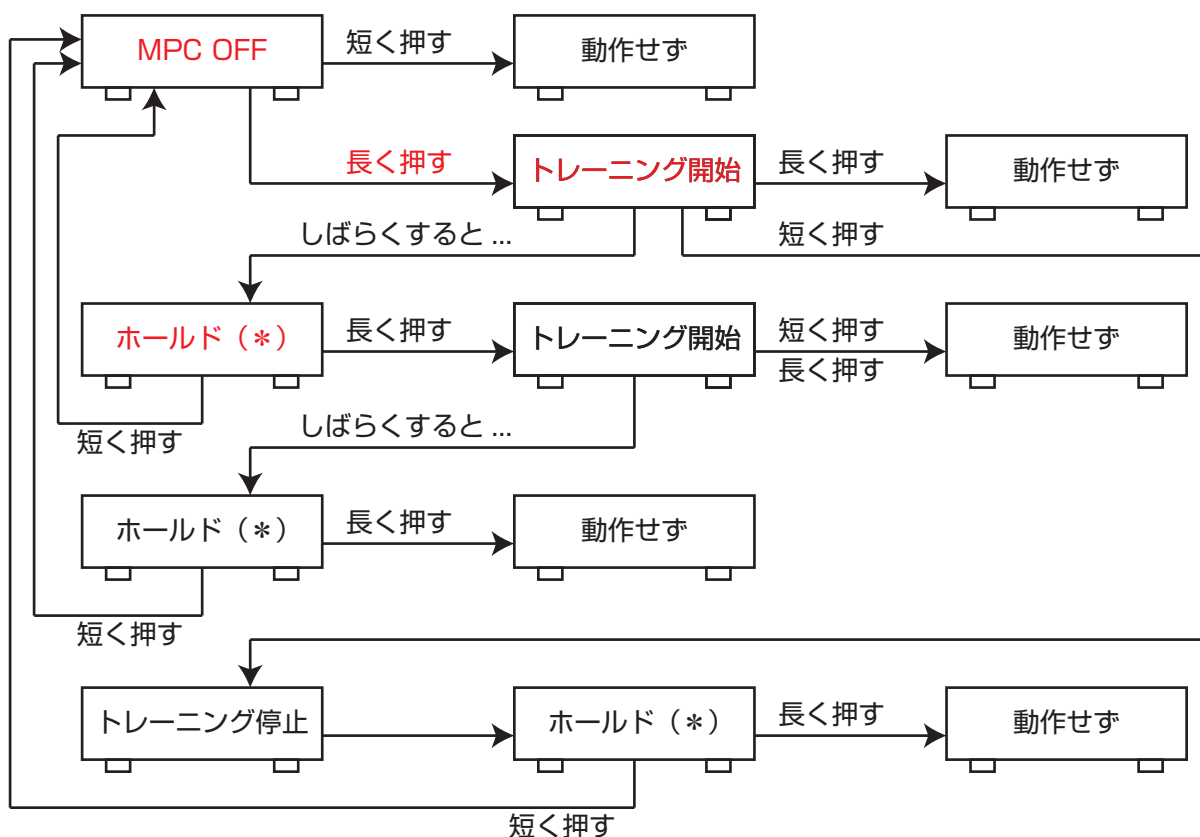 MPC OFF
短く押す
動作せず
長く押す
トレーニング開始
長く押す
動作せず
しばらくすると ...
短く押す
ホールド（＊）
長く押す
トレーニング開始
短く押す
長く押す
動作せず
短く押す
しばらくすると ...
ホールド（＊）
長く押す
動作せず
短く押す
トレーニング停止
ホールド（＊）
長く押す
動作せず
短く押す